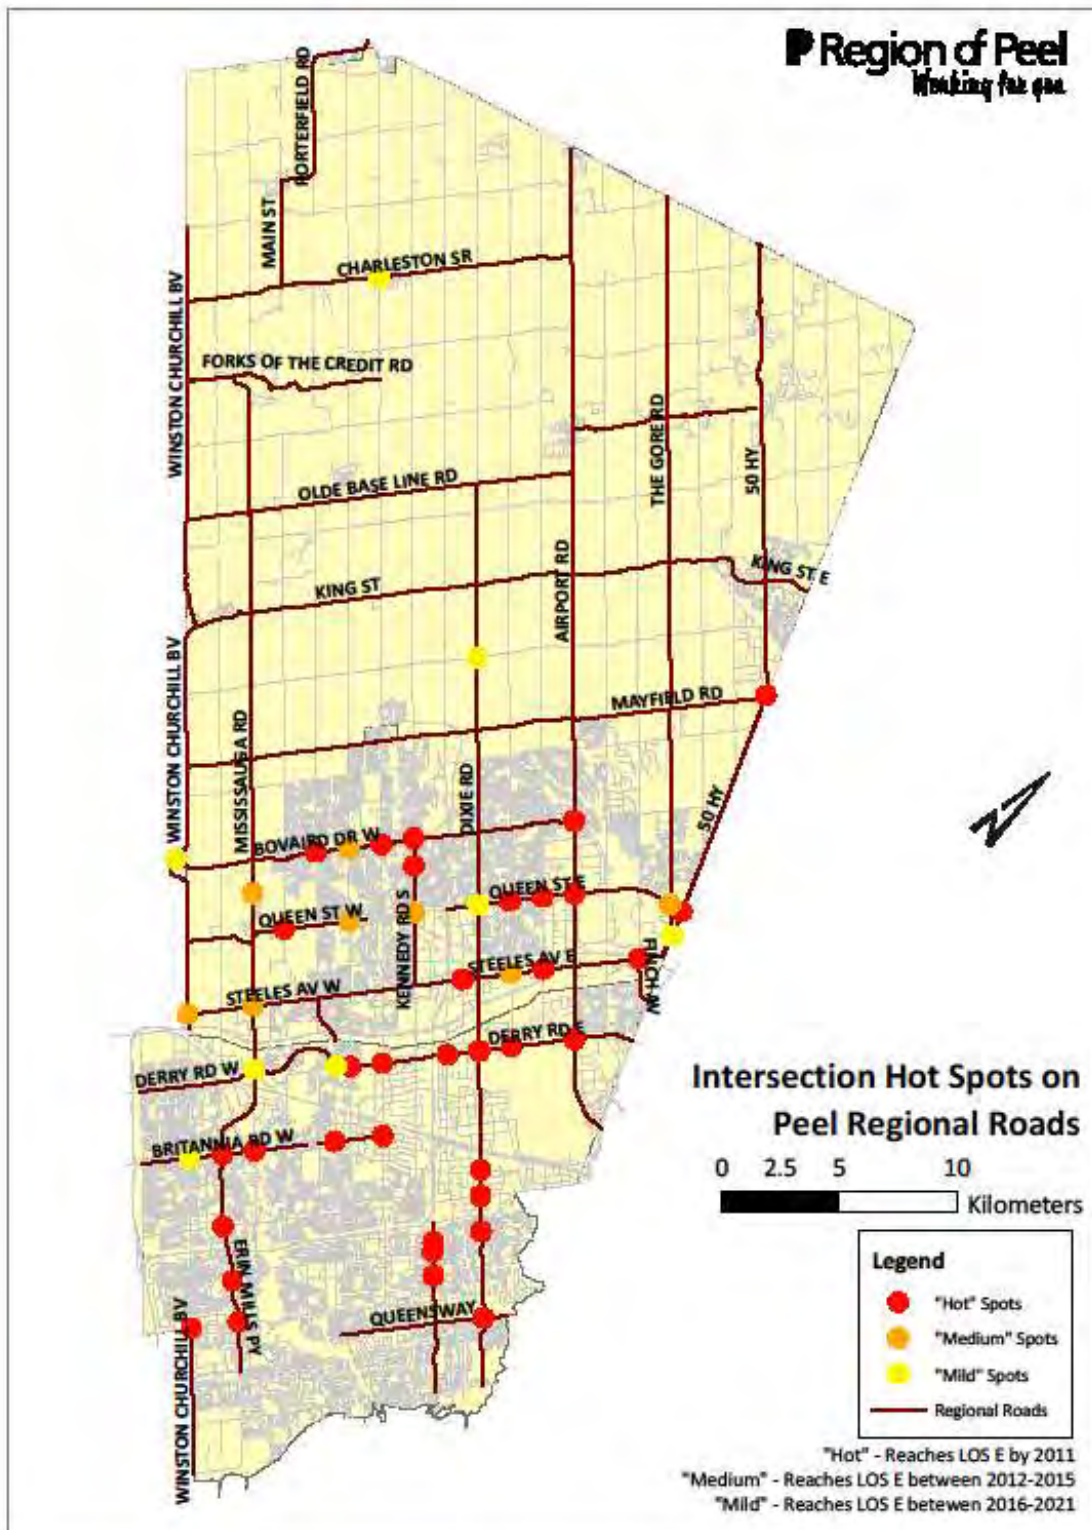 Region of Peel
Working for you
PORTERFIELD RD
MAIN ST
CHARLESTON SR
WINSTON CHURCHILL BV
FORKS OF THE CREDIT RD
THE GORE RD
50 HY
OLDE BASE LINE RD
AIRPORT RD
KING ST E
KING ST
WINSTON CHURCHILL BV
MAYFIELD RD
MISSISSAUGA RD
DIXIE RD
50 HY
BOVAIRD DR W
QUEEN ST E
QUEEN ST W
KENNEDY RD S
STEELES AV E
FINCH W
STEELES AV W
DERRY RD E
DERRY RD W
Intersection Hot Spots on
Peel Regional Roads
BRITANNIA RD W
0 2.5 5 10
Kilometers
ERIN MILLS PY
QUEENSWAY
WINSTON CHURCHILL BV
Legend
"Hot" Spots
"Medium" Spots
"Mild" Spots
Regional Roads
"Hot" - Reaches LOS E by 2011
"Medium" - Reaches LOS E between 2012-2015
"Mild" - Reaches LOS E betewen 2016-2021